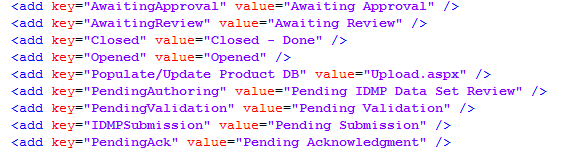 <add key="AwaitingApproval" value="Awaiting Approval" />
<add key="AwaitingReview" value="Awaiting Review" />
<add key="Closed" value="Closed - Done" />
<add key="Opened" value="Opened" />
<add key="Populate/Update Product DB" value="Upload.aspx" />
<add key="PendingAuthoring" value="Pending IDMP Data Set Review" />
<add key="PendingValidation" value="Pending Validation" />
<add key="IDMPSubmission" value="Pending Submission" />
<add key="PendingAck" value="Pending Acknowledgment" />